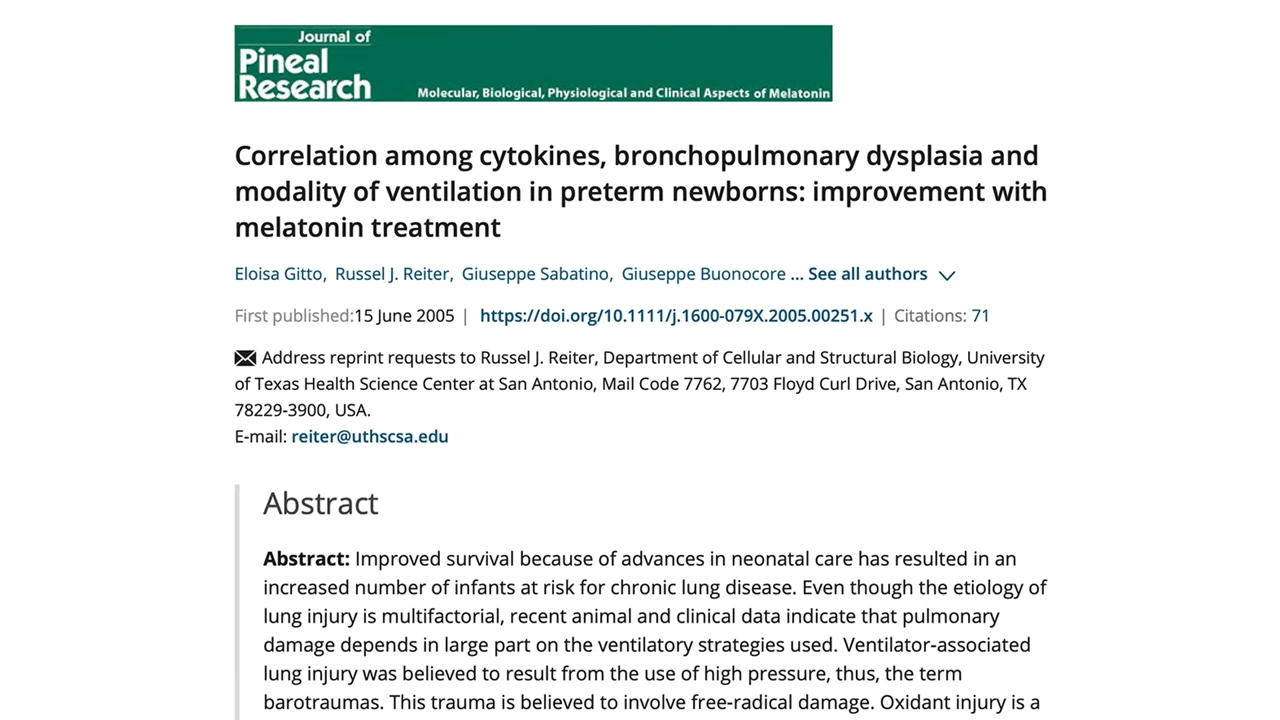 Journal of
Pineal
Research
Molecular, Biological, Physiological and Clinical Aspects of Melatonin
Correlation among cytokines, bronchopulmonary dysplasia and
modality of ventilation in preterm newborns: improvement with
melatonin treatment
Eloisa Gitto, Russel J. Reiter, Giuseppe Sabatino, Giuseppe Buonocore ... See all authors
First published:15 June 2005 | https://doi.org/10.1111/j.1600-079X.2005.00251.x | Citations: 71
Address reprint requests to Russel J. Reiter, Department of Cellular and Structural Biology, University
of Texas Health Science Center at San Antonio, Mail Code 7762, 7703 Floyd Curl Drive, San Antonio, TX
78229-3900, USA.
E-mail: reiter@uthscsa.edu
Abstract
Abstract: Improved survival because of advances in neonatal care has resulted in an
increased number of infants at risk for chronic lung disease. Even though the etiology of
lung injury is multifactorial, recent animal and clinical data indicate that pulmonary
damage depends in large part on the ventilatory strategies used. Ventilator-associated
lung injury was believed to result from the use of high pressure, thus, the term
barotraumas. This trauma is believed to involve free-radical damage. Oxidant injury is a